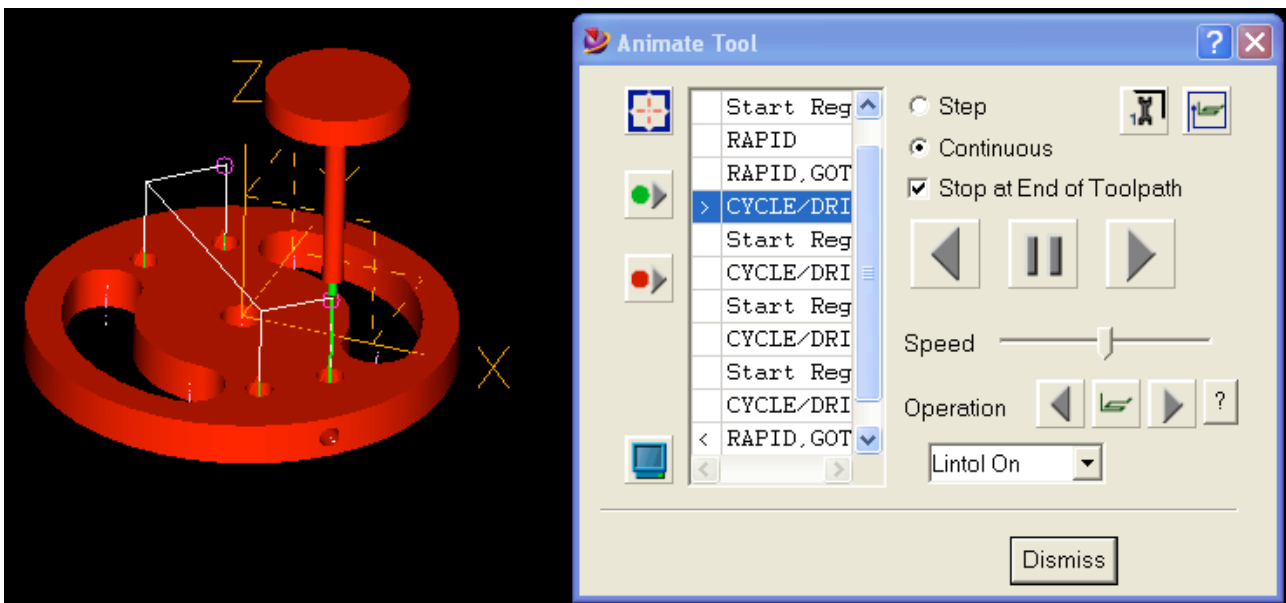 Z
Y
X
Animate Tool
Start Reg
RAPID
RAPID,GOT
> CYCLE/DRI
Start Reg
CYCLE/DRI
Start Reg
CYCLE/DRI
Start Reg
CYCLE/DRI
< RAPID,GOT
Step
Continuous
Stop at End of Toolpath
1
Speed
Operation
?
Lintol On
Dismiss